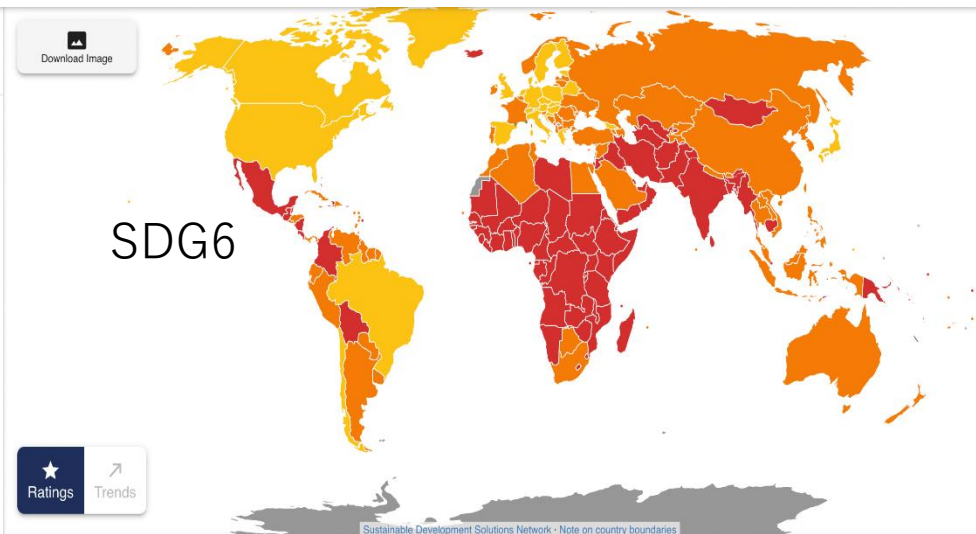 Download Image
SDG6
Ratings
Trends
Sustainable Development Solutions Network · Note on country boundaries